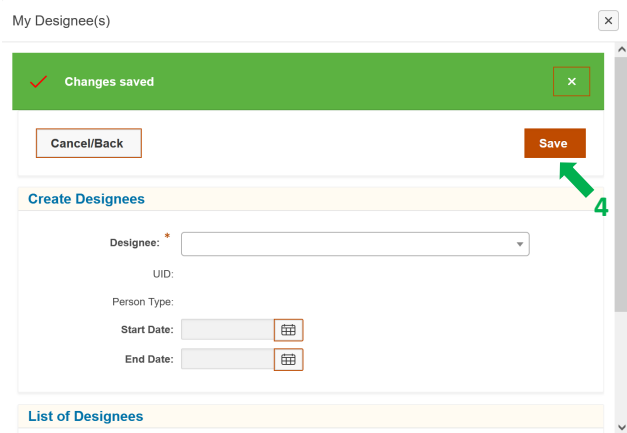 My Designee(s)
Changes saved
Cancel/Back
Save
4
Create Designees
Designee: *
UID:
Person Type:
Start Date:
End Date:
List of Designees